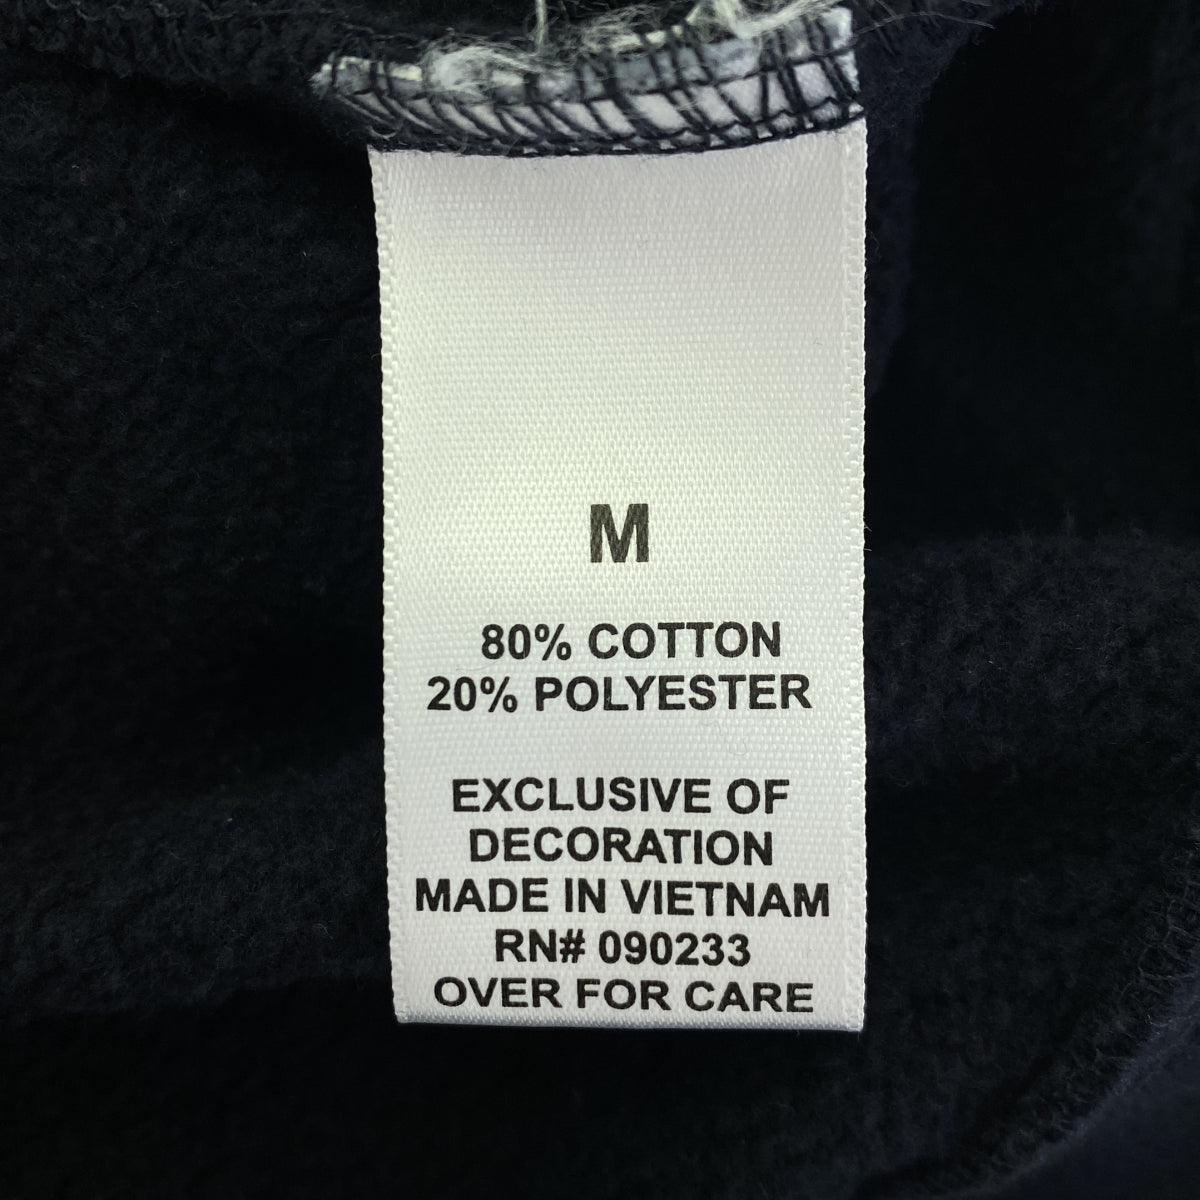 M
80% COTTON
20% POLYESTER
EXCLUSIVE OF
DECORATION
MADE IN VIETNAM
RN# 090233
OVER FOR CARE